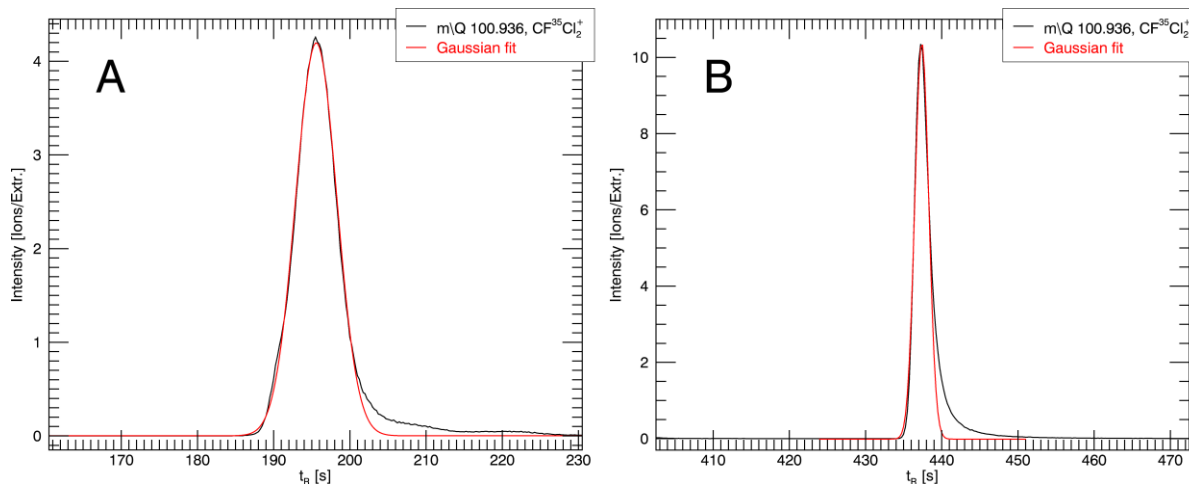 A
m\Q 100.936, CF³⁵Cl₂⁺
Gaussian fit
Intensity [Ions/Extr.]
4
3
2
1
0
170 180 190 200 210 220 230
t_R [s]
B
m\Q 100.936, CF³⁵Cl₂⁺
Gaussian fit
Intensity [Ions/Extr.]
10
8
6
4
2
0
410 420 430 440 450 460 470
t_R [s]